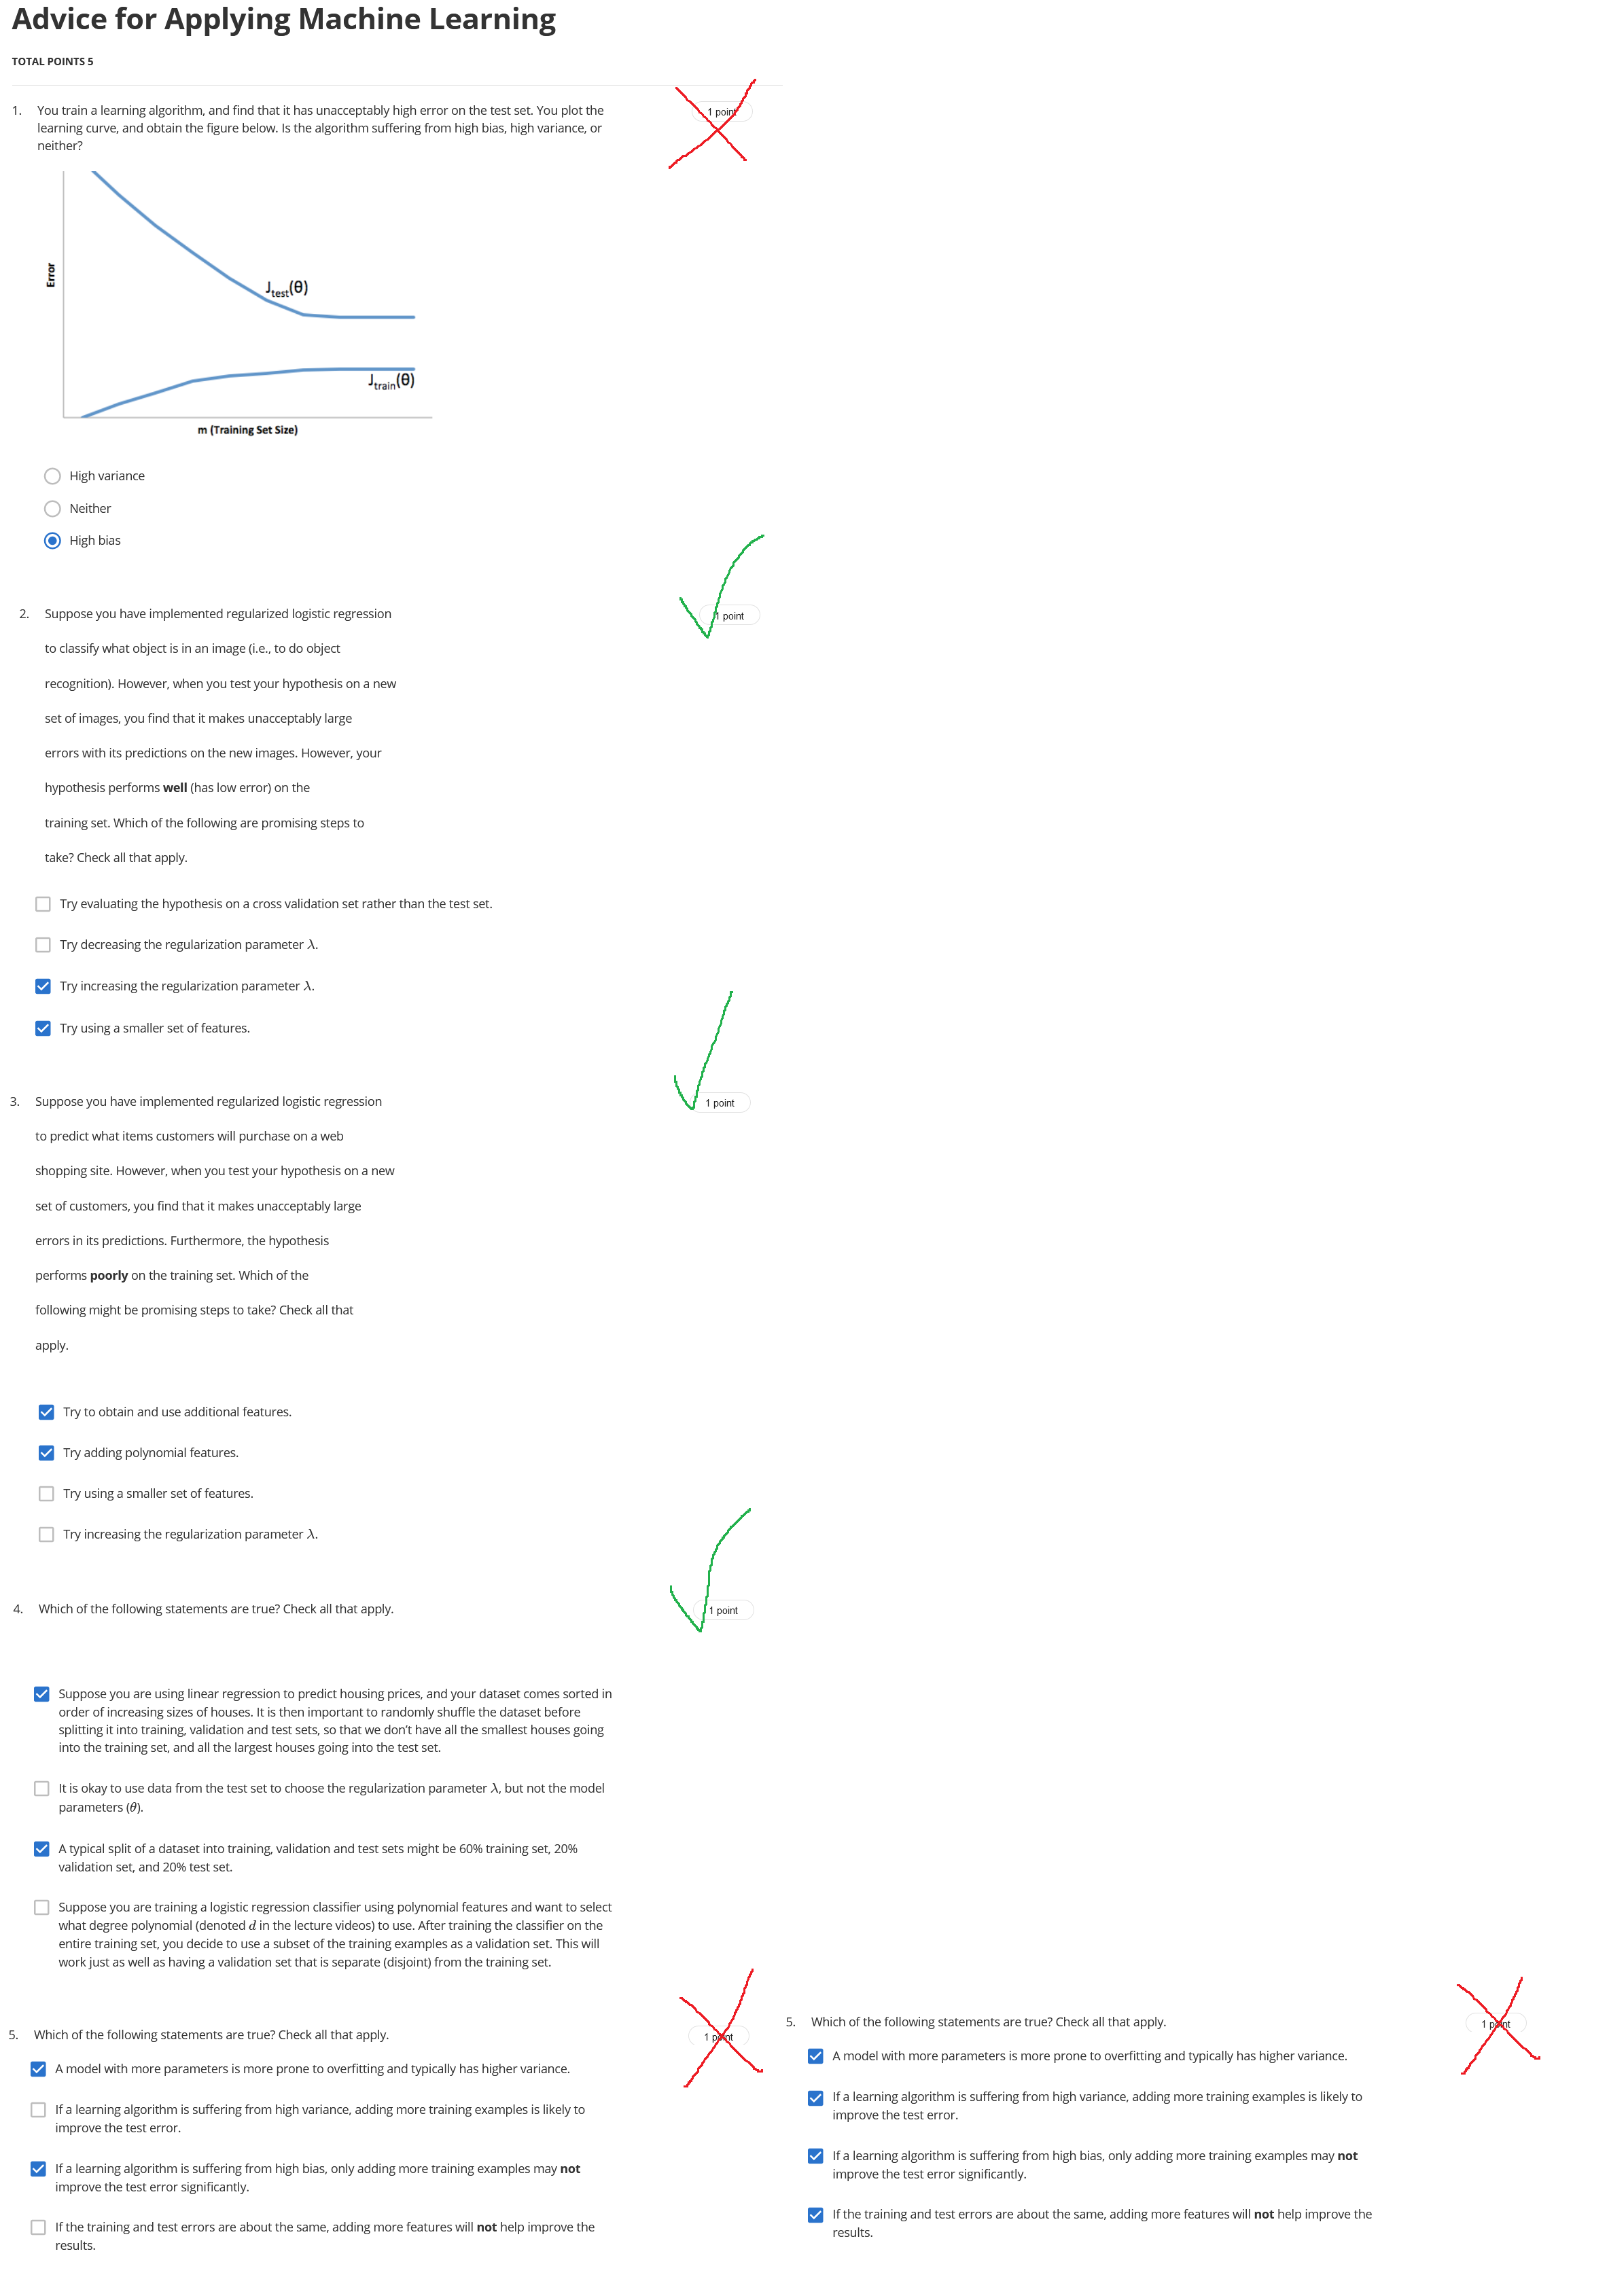 Advice for Applying Machine Learning
TOTAL POINTS 5
1. You train a learning algorithm, and find that it has unacceptably high error on the test set. You plot the
learning curve, and obtain the figure below. Is the algorithm suffering from high bias, high variance, or
neither?
1 point
Error
Jtest(θ)
Jtrain(θ)
m (Training Set Size)
High variance
Neither
High bias
2. Suppose you have implemented regularized logistic regression
1 point
to classify what object is in an image (i.e., to do object
recognition). However, when you test your hypothesis on a new
set of images, you find that it makes unacceptably large
errors with its predictions on the new images. However, your
hypothesis performs well (has low error) on the
training set. Which of the following are promising steps to
take? Check all that apply.
Try evaluating the hypothesis on a cross validation set rather than the test set.
Try decreasing the regularization parameter λ.
Try increasing the regularization parameter λ.
Try using a smaller set of features.
3. Suppose you have implemented regularized logistic regression
1 point
to predict what items customers will purchase on a web
shopping site. However, when you test your hypothesis on a new
set of customers, you find that it makes unacceptably large
errors in its predictions. Furthermore, the hypothesis
performs poorly on the training set. Which of the
following might be promising steps to take? Check all that
apply.
Try to obtain and use additional features.
Try adding polynomial features.
Try using a smaller set of features.
Try increasing the regularization parameter λ.
4. Which of the following statements are true? Check all that apply.
1 point
Suppose you are using linear regression to predict housing prices, and your dataset comes sorted in
order of increasing sizes of houses. It is then important to randomly shuffle the dataset before
splitting it into training, validation and test sets, so that we don't have all the smallest houses going
into the training set, and all the largest houses going into the test set.
It is okay to use data from the test set to choose the regularization parameter λ, but not the model
parameters (θ).
A typical split of a dataset into training, validation and test sets might be 60% training set, 20%
validation set, and 20% test set.
Suppose you are training a logistic regression classifier using polynomial features and want to select
what degree polynomial (denoted d in the lecture videos) to use. After training the classifier on the
entire training set, you decide to use a subset of the training examples as a validation set. This will
work just as well as having a validation set that is separate (disjoint) from the training set.
5. Which of the following statements are true? Check all that apply.
1 point
A model with more parameters is more prone to overfitting and typically has higher variance.
If a learning algorithm is suffering from high variance, adding more training examples is likely to
improve the test error.
If a learning algorithm is suffering from high bias, only adding more training examples may not
improve the test error significantly.
If the training and test errors are about the same, adding more features will not help improve the
results.
5. Which of the following statements are true? Check all that apply.
1 point
A model with more parameters is more prone to overfitting and typically has higher variance.
If a learning algorithm is suffering from high variance, adding more training examples is likely to
improve the test error.
If a learning algorithm is suffering from high bias, only adding more training examples may not
improve the test error significantly.
If the training and test errors are about the same, adding more features will not help improve the
results.